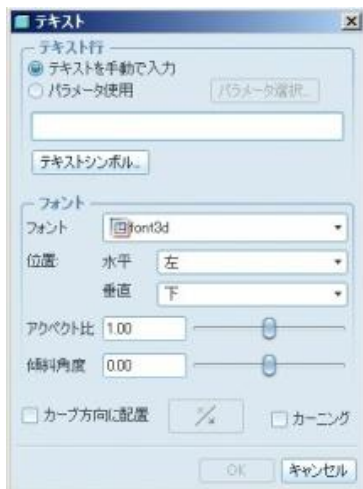 テキスト
テキスト行
テキストを手動で入力
パラメータ使用 パラメータ選択...
テキストシンボル...
フォント
フォント font3d
位置: 水平 左
垂直 下
アクペクト比 1.00
傾斜角度 0.00
カーブ方向に配置 カーニング
OK キャンセル